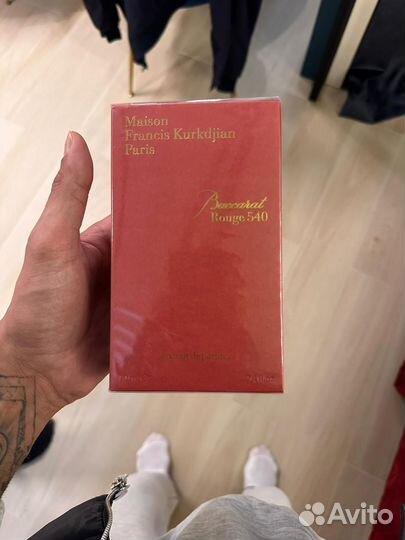 Maison
Francis Kurkdjian
Paris
Baccarat
Rouge 540
Avito